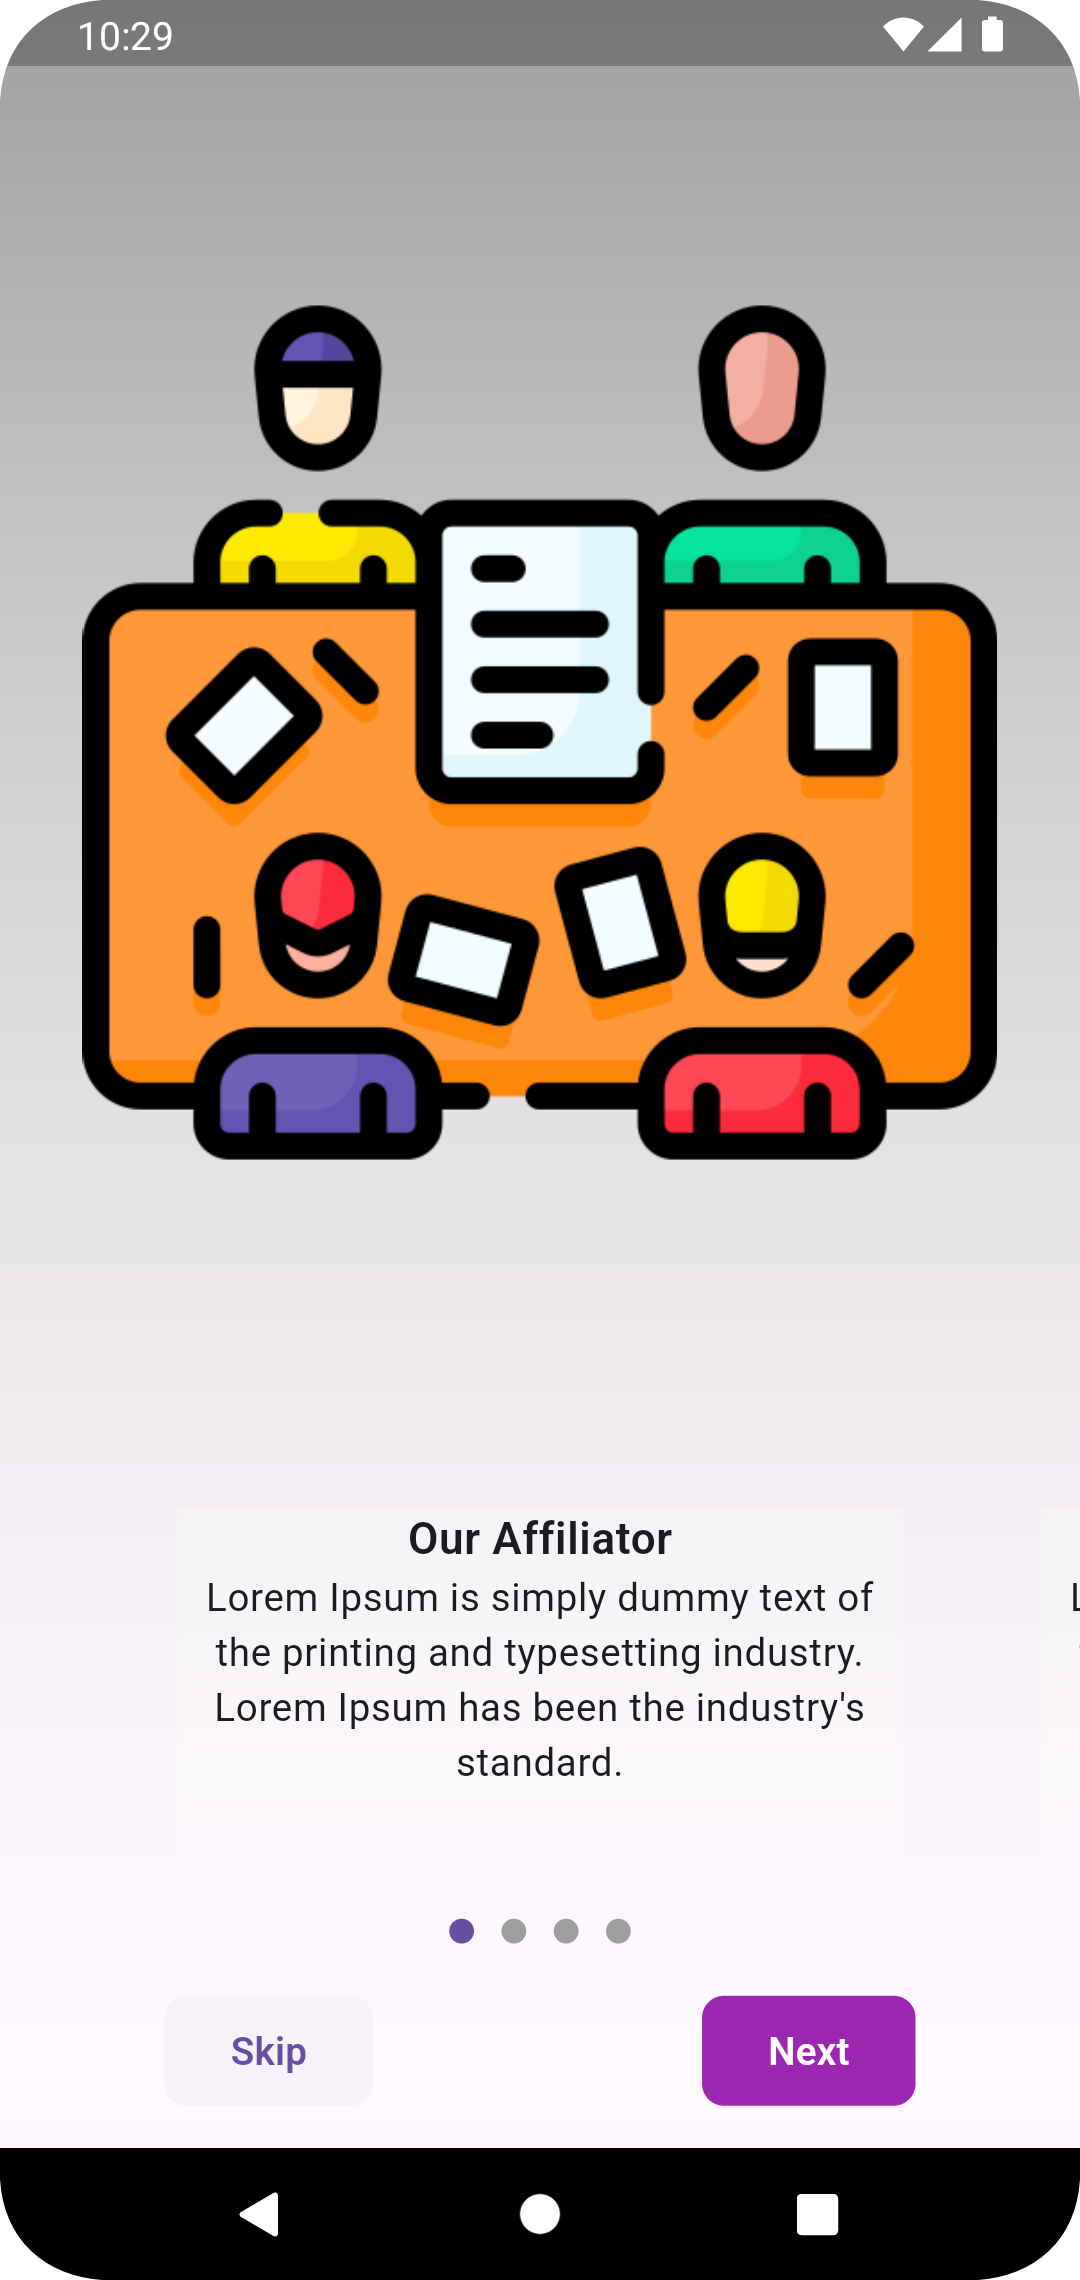 10:29
Our Affiliator
Lorem Ipsum is simply dummy text of
the printing and typesetting industry.
Lorem Ipsum has been the industry's
standard.
Skip
Next